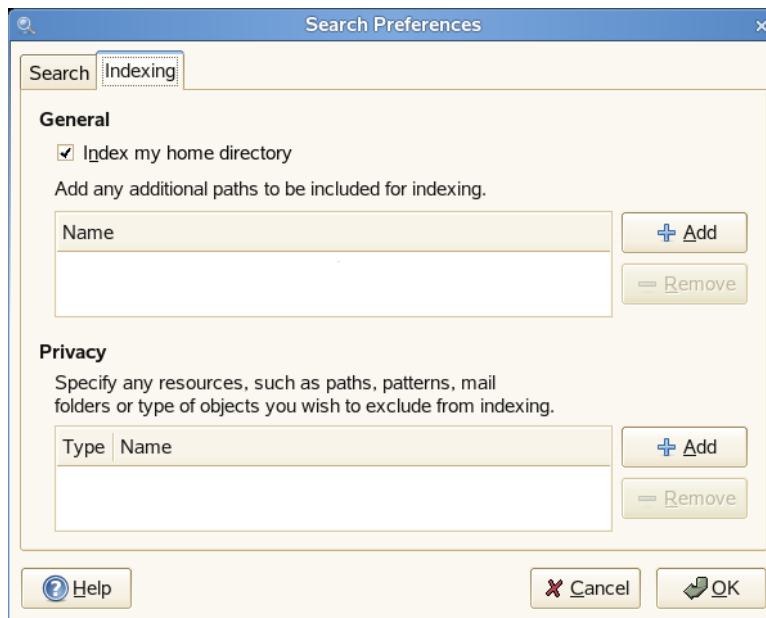 Search Preferences
Search Indexing
General
Index my home directory
Add any additional paths to be included for indexing.
Name
Add
Remove
Privacy
Specify any resources, such as paths, patterns, mail
folders or type of objects you wish to exclude from indexing.
Type Name
Add
Remove
Help Cancel OK